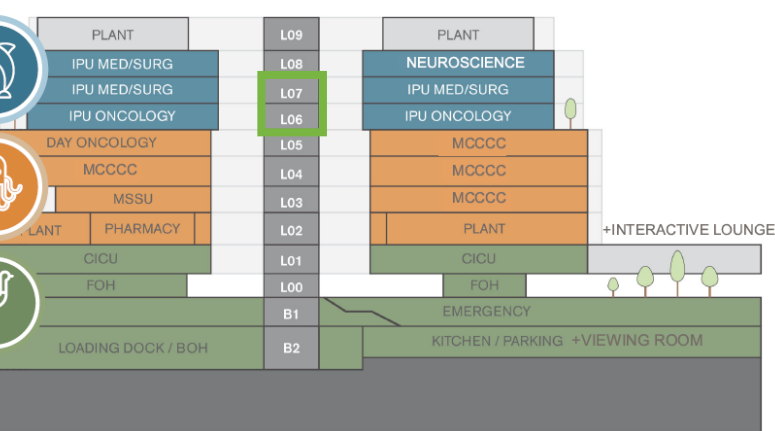 PLANT L09 PLANT
IPU MED/SURG L08 NEUROSCIENCE
IPU MED/SURG L07 IPU MED/SURG
IPU ONCOLOGY L06 IPU ONCOLOGY
DAY ONCOLOGY L05 MCCCC
MCCCC L04 MCCCC
MSSU L03 MCCCC
LANT PHARMACY L02 PLANT +INTERACTIVE LOUNGE
CICU L01 CICU
FOH L00 FOH
B1 EMERGENCY
LOADING DOCK / BOH B2 KITCHEN / PARKING +VIEWING ROOM